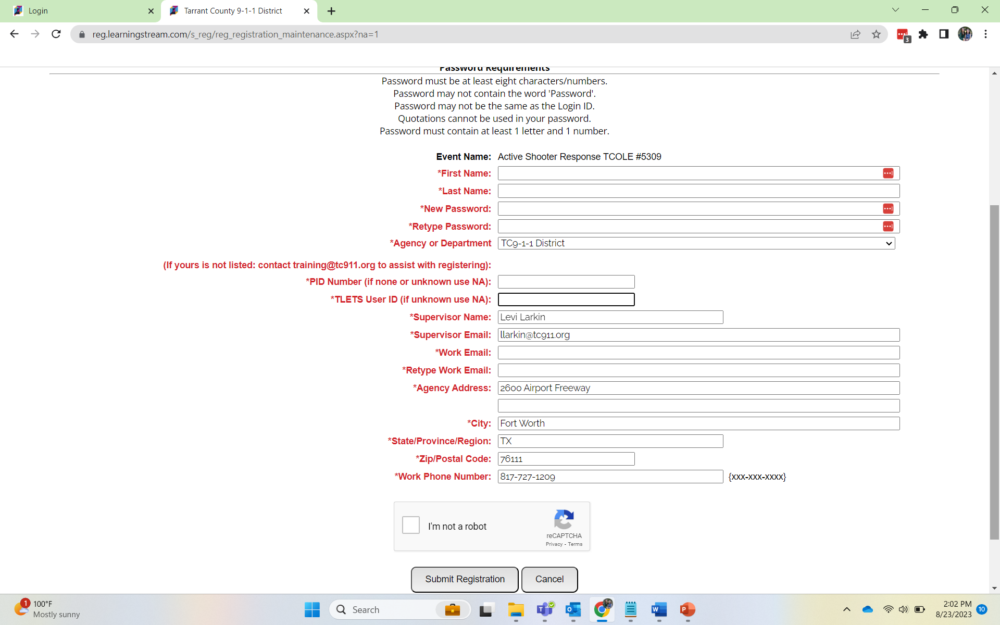 Login
Tarrant County 9-1-1 District
reg.learningstream.com/s_reg/reg_registration_maintenance.aspx?na=1
3
Password Requirements
Password must be at least eight characters/numbers.
Password may not contain the word 'Password'.
Password may not be the same as the Login ID.
Quotations cannot be used in your password.
Password must contain at least 1 letter and 1 number.
Event Name: Active Shooter Response TCOLE #5309
*First Name:
*Last Name:
*New Password:
*Retype Password:
*Agency or Department TC9-1-1 District
(If yours is not listed: contact training@tc911.org to assist with registering):
*PID Number (if none or unknown use NA):
*TLETS User ID (if unknown use NA):
*Supervisor Name: Levi Larkin
*Supervisor Email: llarkin@tc911.org
*Work Email:
*Retype Work Email:
*Agency Address: 2600 Airport Freeway
*City: Fort Worth
*State/Province/Region: TX
*Zip/Postal Code: 76111
*Work Phone Number: 817-727-1209 {xxx-xxx-xxxx}
I'm not a robot
reCAPTCHA
Privacy - Terms
Submit Registration Cancel
1 100°F
Mostly sunny
Search
2:02 PM
8/23/2023
10